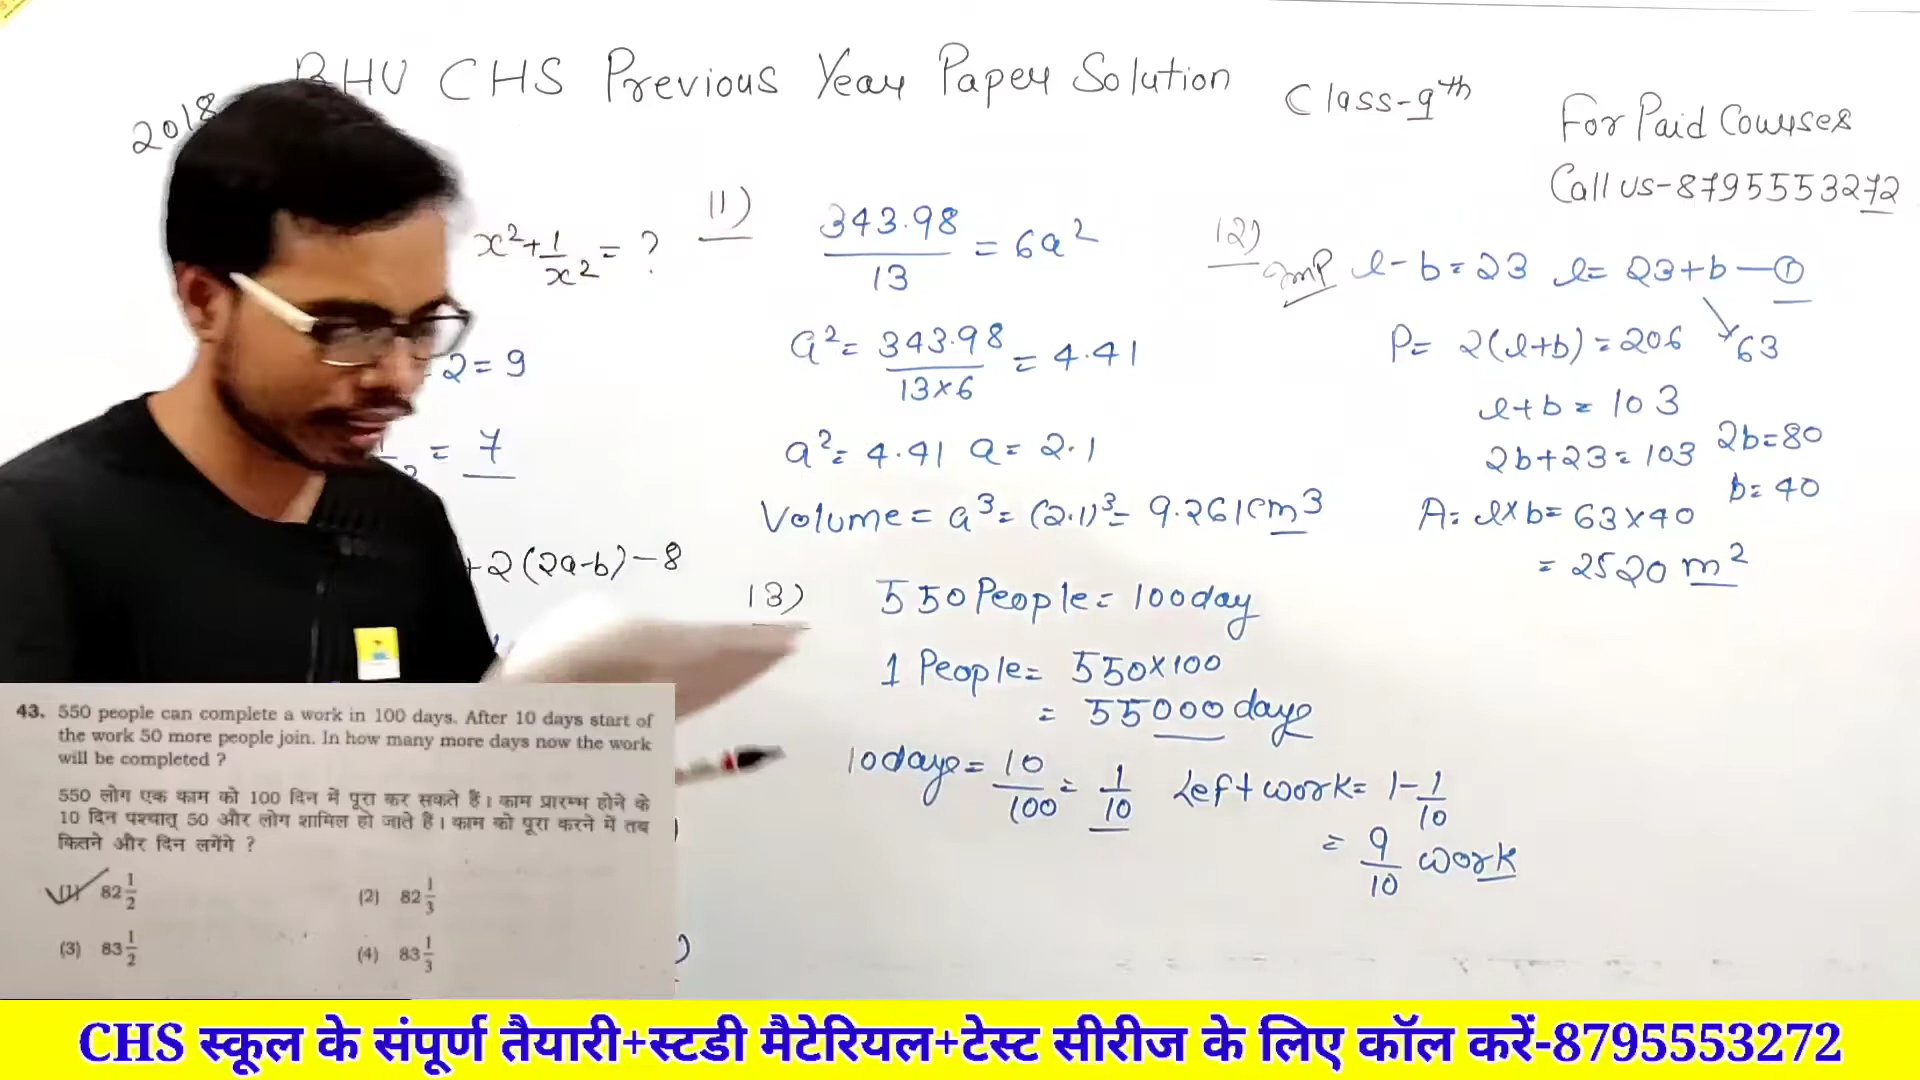 BHU CHS Previous Year Paper Solution
Class-9th
2018
For Paid Courses
Call us-8795553272
x²+1/x²= ?
2=9
= 7
+2(2a-b)-8
11)
343.98/13 = 6a²
a²= 343.98/13×6 = 4.41
a²= 4.41 a= 2.1
Volume= a³= (2.1)³= 9.261cm³
12)
Imp l-b=23 l= 23+b—①
63
P= 2(l+b)=206
l+b= 103
2b+23=103 2b=80
b=40
A= l×b= 63×40
= 2520 m²
13)
550 People= 100day
1 People= 550×100
= 55000 days
10days= 10/100= 1/10 Left work= 1-1/10
= 9/10 work
43. 550 people can complete a work in 100 days. After 10 days start of
the work 50 more people join. In how many more days now the work
will be completed ?
550 लोग एक काम को 100 दिन में पूरा कर सकते हैं। काम प्रारम्भ होने के
10 दिन पश्चात् 50 और लोग शामिल हो जाते हैं। काम को पूरा करने में तब
कितने और दिन लगेंगे ?
(1) 82 1/2 (2) 82 1/3
(3) 83 1/2 (4) 83 1/3
CHS स्कूल के संपूर्ण तैयारी+स्टडी मैटेरियल+टेस्ट सीरीज के लिए कॉल करें-8795553272